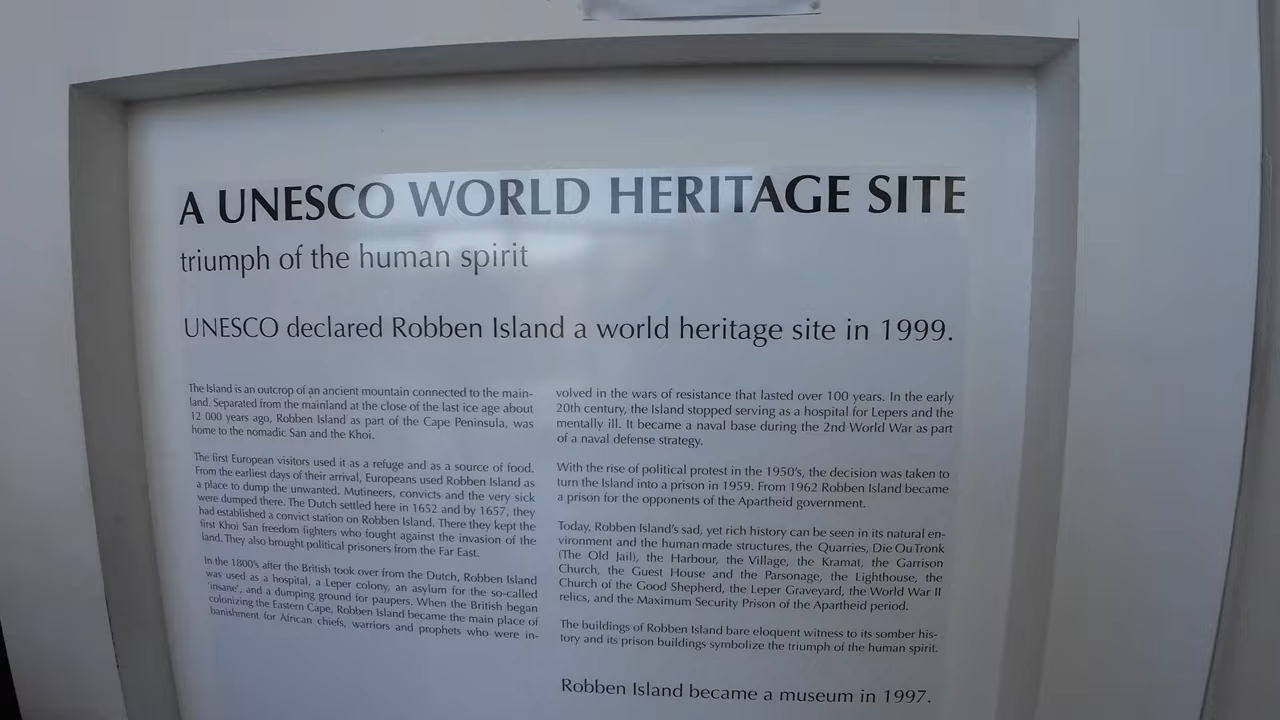 A UNESCO WORLD HERITAGE SITE
triumph of the human spirit
UNESCO declared Robben Island a world heritage site in 1999.
The Island is an outcrop of an ancient mountain connected to the main-
land. Separated from the mainland at the close of the last ice age about
12 000 years ago, Robben Island as part of the Cape Peninsula, was
home to the nomadic San and the Khoi.
The first European visitors used it as a refuge and as a source of food.
From the earliest days of their arrival, Europeans used Robben Island as
a place to dump the unwanted. Mutineers, convicts and the very sick
were dumped there. The Dutch settled here in 1652 and by 1657, they
had established a convict station on Robben Island. There they kept the
first Khoi San freedom fighters who fought against the invasion of the
land. They also brought political prisoners from the Far East.
In the 1800's after the British took over from the Dutch, Robben Island
was used as a hospital, a Leper colony, an asylum for the so-called
'insane', and a dumping ground for paupers. When the British began
colonizing the Eastern Cape, Robben Island became the main place of
banishment for African chiefs, warriors and prophets who were in-
volved in the wars of resistance that lasted over 100 years. In the early
20th century, the Island stopped serving as a hospital for Lepers and the
mentally ill. It became a naval base during the 2nd World War as part
of a naval defense strategy.
With the rise of political protest in the 1950's, the decision was taken to
turn the Island into a prison in 1959. From 1962 Robben Island became
a prison for the opponents of the Apartheid government.
Today, Robben Island's sad, yet rich history can be seen in its natural en-
vironment and the human made structures, the Quarries, Die Ou Tronk
(The Old Jail), the Harbour, the Village, the Kramat, the Garrison
Church, the Guest House and the Parsonage, the Lighthouse, the
Church of the Good Shepherd, the Leper Graveyard, the World War II
relics, and the Maximum Security Prison of the Apartheid period.
The buildings of Robben Island bare eloquent witness to its somber his-
tory and its prison buildings symbolize the triumph of the human spirit.
Robben Island became a museum in 1997.